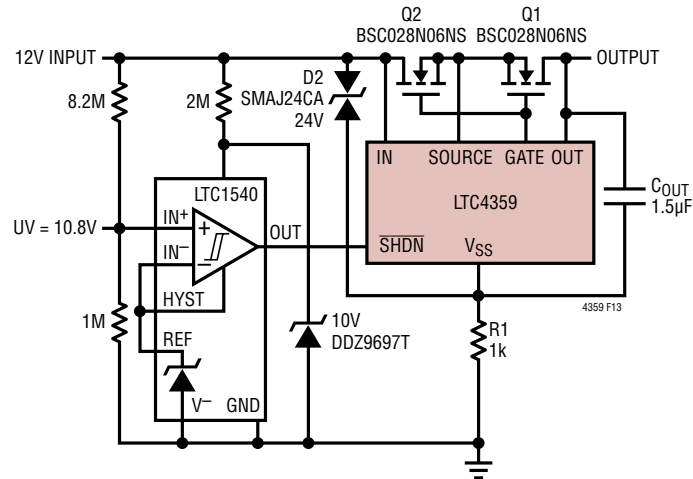 Q2
BSC028N06NS
Q1
BSC028N06NS
12V INPUT
OUTPUT
8.2M
2M
D2
SMAJ24CA
24V
IN
SOURCE
GATE
OUT
LTC4359
SHDN
VSS
COUT
1.5µF
LTC1540
UV = 10.8V
IN+
+
IN–
–
OUT
HYST
REF
V–
GND
1M
10V
DDZ9697T
R1
1k
4359 F13